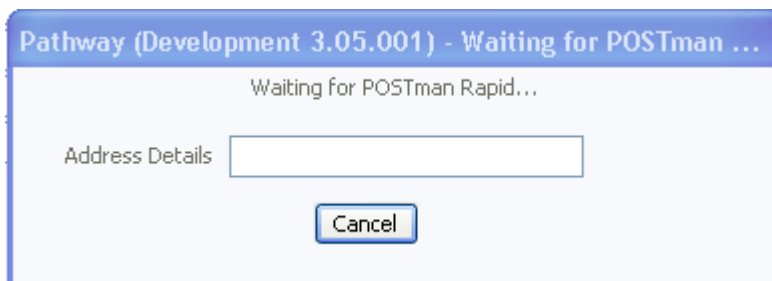 Pathway (Development 3.05.001) - Waiting for POSTman ...
Waiting for POSTman Rapid...
Address Details
Cancel